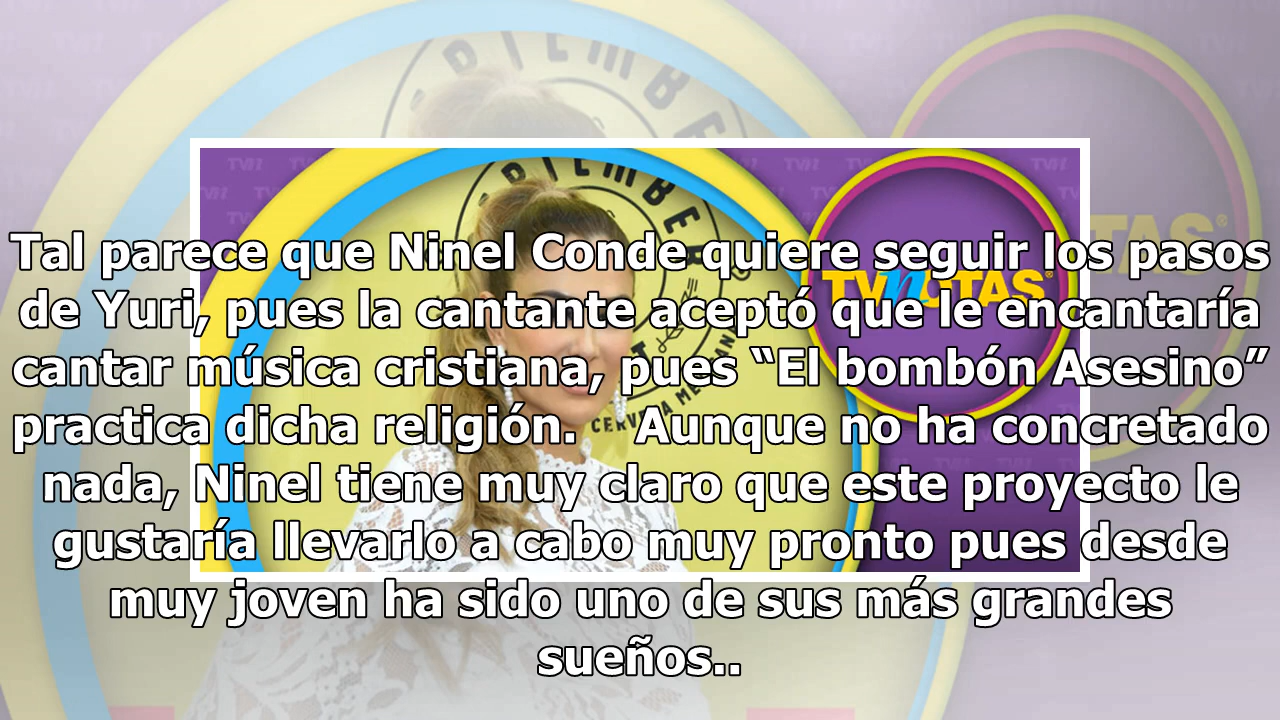 Tal parece que Ninel Conde quiere seguir los pasos
de Yuri, pues la cantante aceptó que le encantaría
cantar música cristiana, pues “El bombón Asesino”
practica dicha religión.    Aunque no ha concretado
nada, Ninel tiene muy claro que este proyecto le
gustaría llevarlo a cabo muy pronto pues desde
muy joven ha sido uno de sus más grandes
sueños..
TVnOTAS®